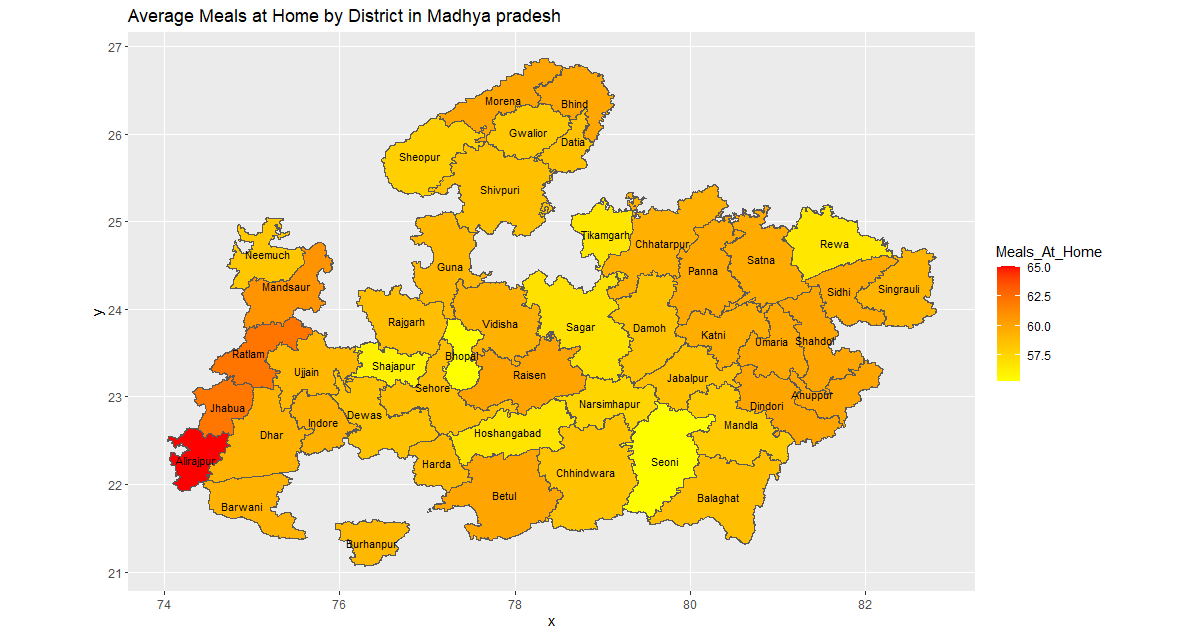 Average Meals at Home by District in Madhya pradesh
27
26
25
24
23
22
21
y
74
76
78
80
82
x
Morena
Bhind
Gwalior
Datia
Sheopur
Shivpuri
Tikamgarh
Chhatarpur
Rewa
Neemuch
Guna
Panna
Satna
Mandsaur
Sidhi
Singrauli
Rajgarh
Vidisha
Sagar
Damoh
Katni
Umaria
Shahdol
Ratlam
Bhopal
Shajapur
Ujjain
Raisen
Jabalpur
Sehore
Anuppur
Jhabua
Dewas
Narsimhapur
Dindori
Indore
Mandla
Dhar
Hoshangabad
Alirajpur
Harda
Seoni
Chhindwara
Betul
Balaghat
Barwani
Burhanpur
Meals_At_Home
65.0
62.5
60.0
57.5